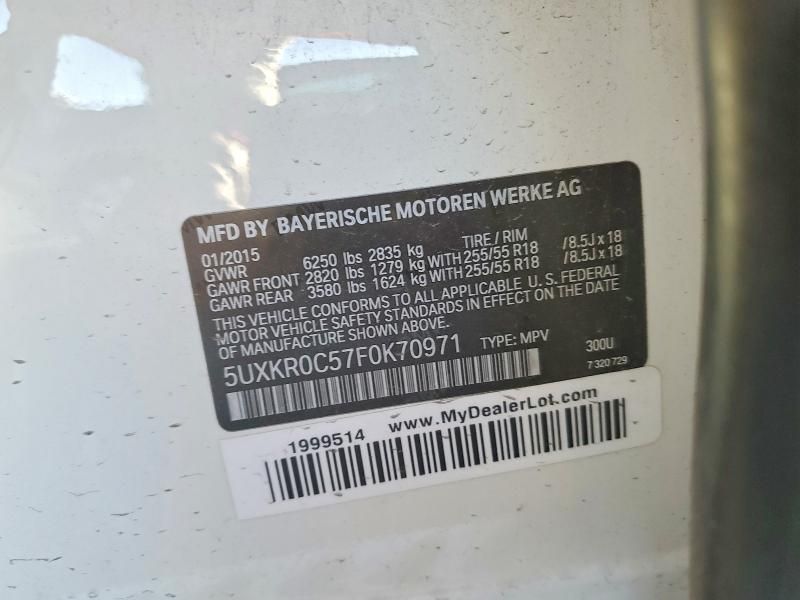 MFD BY BAYERISCHE MOTOREN WERKE AG
01/2015 TIRE / RIM
GVWR 6250 lbs 2835 kg
GAWR FRONT 2820 lbs 1279 kg WITH 255/55 R18 / 8.5J x 18
GAWR REAR 3580 lbs 1624 kg WITH 255/55 R18 / 8.5J x 18
THIS VEHICLE CONFORMS TO ALL APPLICABLE U. S. FEDERAL
MOTOR VEHICLE SAFETY STANDARDS IN EFFECT ON THE DATE
OF MANUFACTURE SHOWN ABOVE.
5UXKR0C57F0K70971 TYPE: MPV 300U
7 320 729
1999514 www.MyDealerLot.com